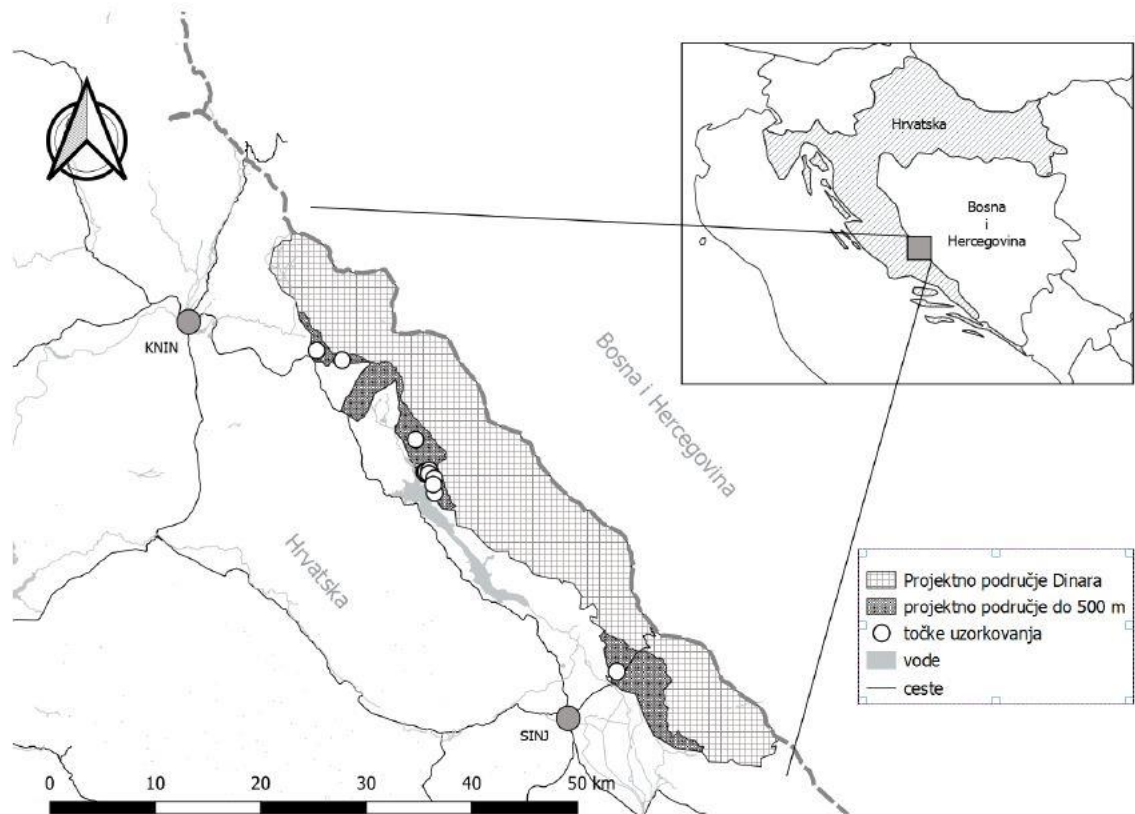 Hrvatska
Bosna
i
Hercegovina
KNIN
Bosna i Hercegovina
Hrvatska
SINJ
Projektno područje Dinara
projektno područje do 500 m
točke uzorkovanja
vode
ceste
0 10 20 30 40 50 km